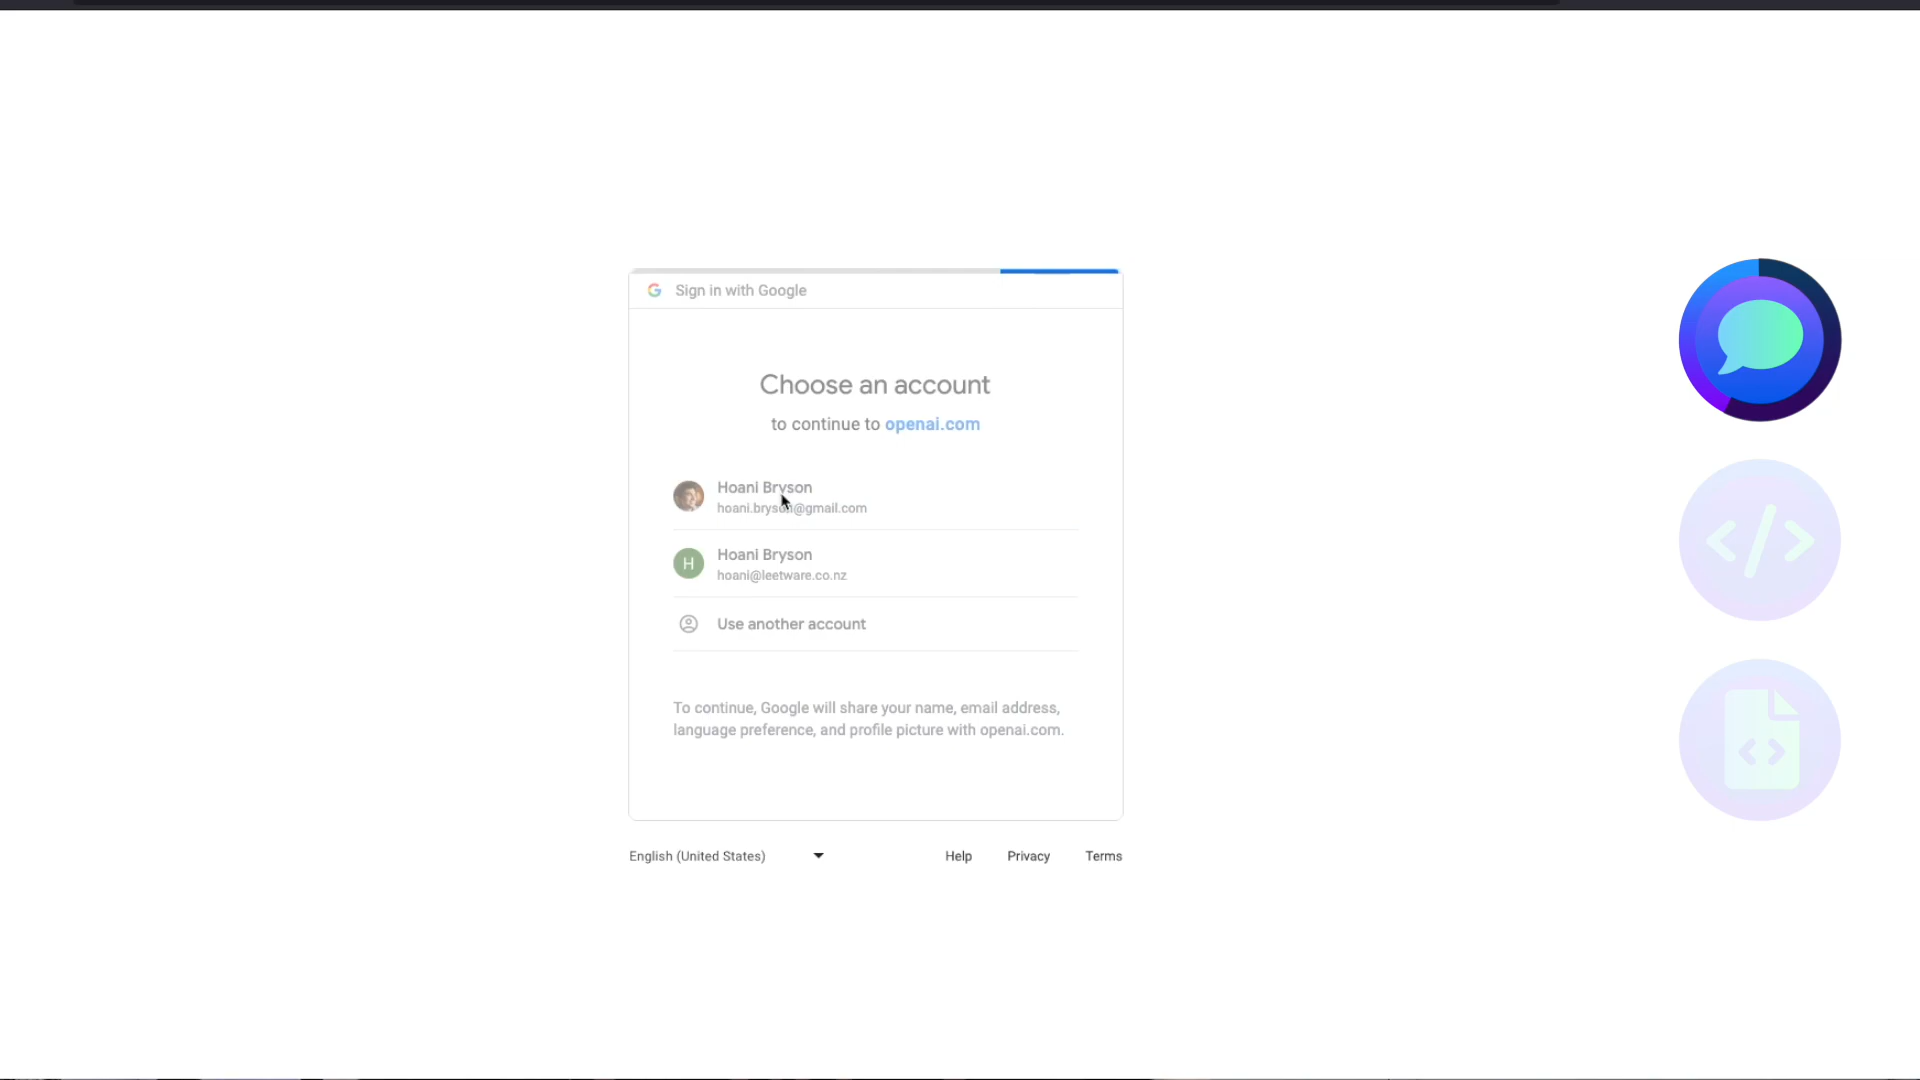 Sign in with Google
Choose an account
to continue to openai.com
Hoani Bryson
hoani.bryson@gmail.com
H
Hoani Bryson
hoani@leetware.co.nz
Use another account
To continue, Google will share your name, email address,
language preference, and profile picture with openai.com.
English (United States)
Help
Privacy
Terms